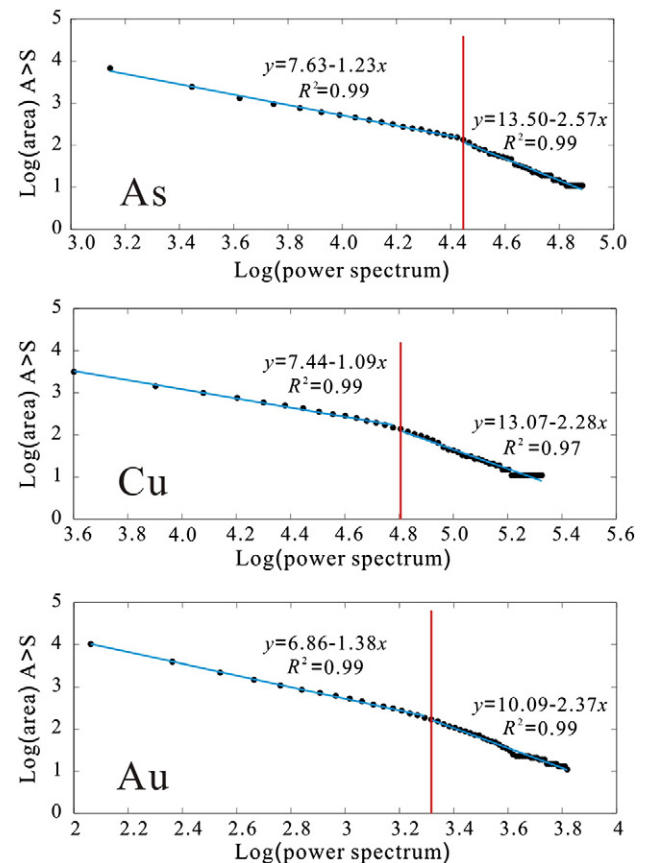 5
4
3
2
1
0
Log(area) A>S
y=7.63-1.23x
R²=0.99
y=13.50-2.57x
R²=0.99
As
3.0 3.2 3.4 3.6 3.8 4.0 4.2 4.4 4.6 4.8 5.0
Log(power spectrum)
5
4
3
2
1
0
Log(area) A>S
y=7.44-1.09x
R²=0.99
y=13.07-2.28x
R²=0.97
Cu
3.6 3.8 4.0 4.2 4.4 4.6 4.8 5.0 5.2 5.4 5.6
Log(power spectrum)
5
4
3
2
1
0
Log(area) A>S
y=6.86-1.38x
R²=0.99
y=10.09-2.37x
R²=0.99
Au
2 2.2 2.4 2.6 2.8 3 3.2 3.4 3.6 3.8 4
Log(power spectrum)